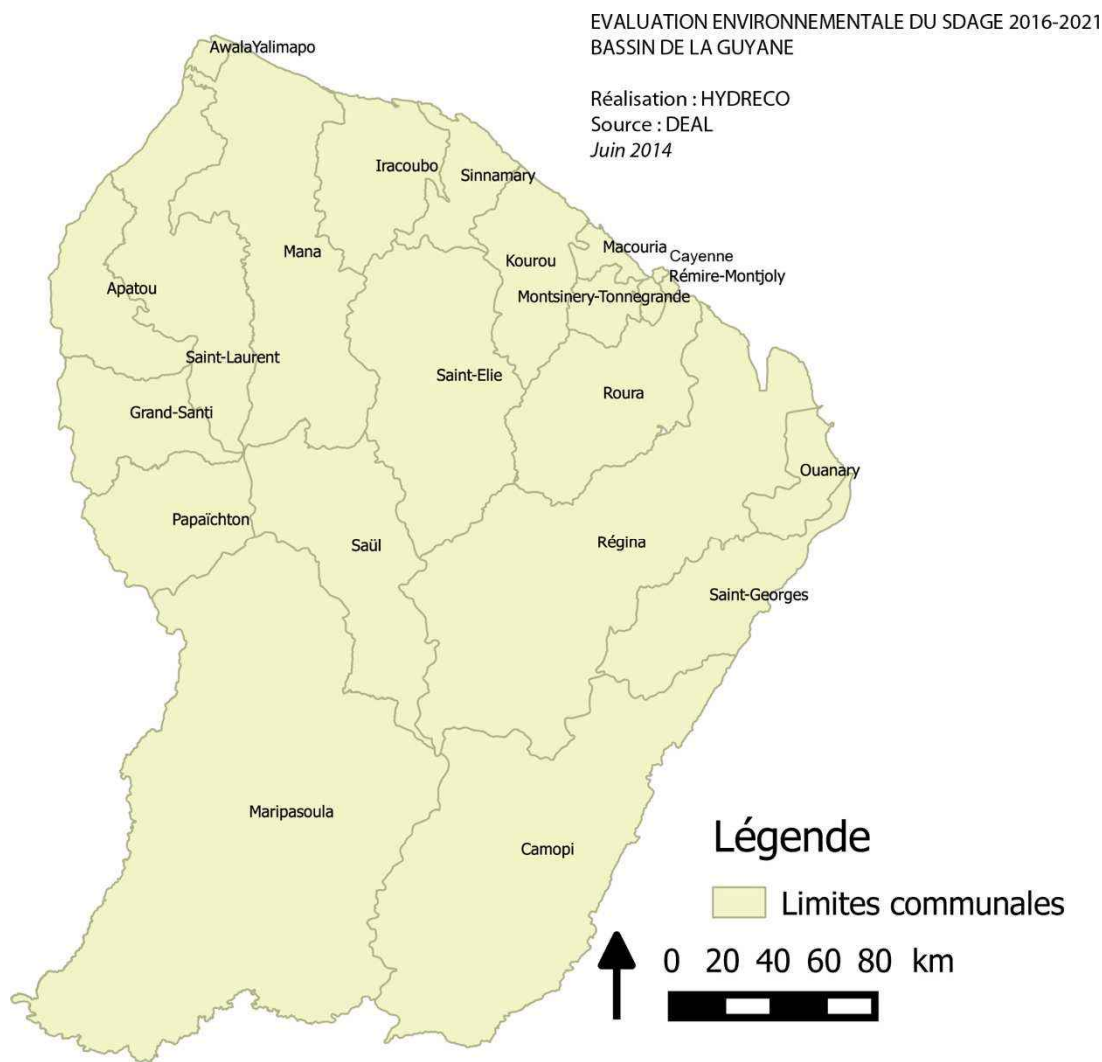 EVALUATION ENVIRONNEMENTALE DU SDAGE 2016-2021
BASSIN DE LA GUYANE
Réalisation : HYDRECO
Source : DEAL
Juin 2014
AwalaYalimapo
Iracoubo
Sinnamary
Mana
Macouria
Cayenne
Kourou
Rémire-Montjoly
Apatou
Montsinery-Tonnegrande
Saint-Laurent
Saint-Elie
Roura
Grand-Santi
Ouanary
Papaïchton
Saül
Régina
Saint-Georges
Maripasoula
Camopi
Légende
Limites communales
0 20 40 60 80 km